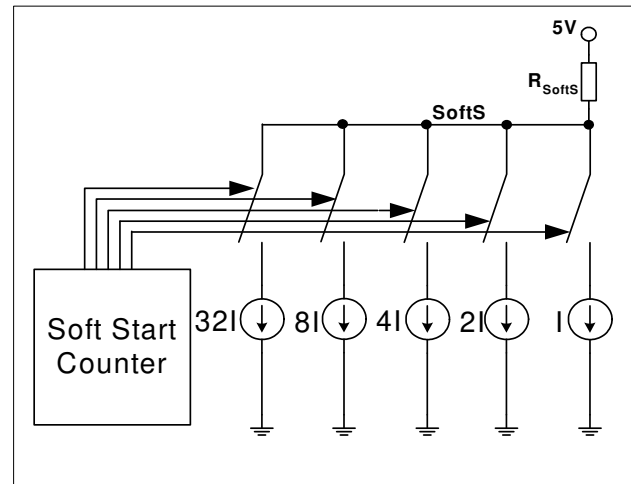 5V
RSoftS
SoftS
Soft Start
Counter
32I
8I
4I
2I
I